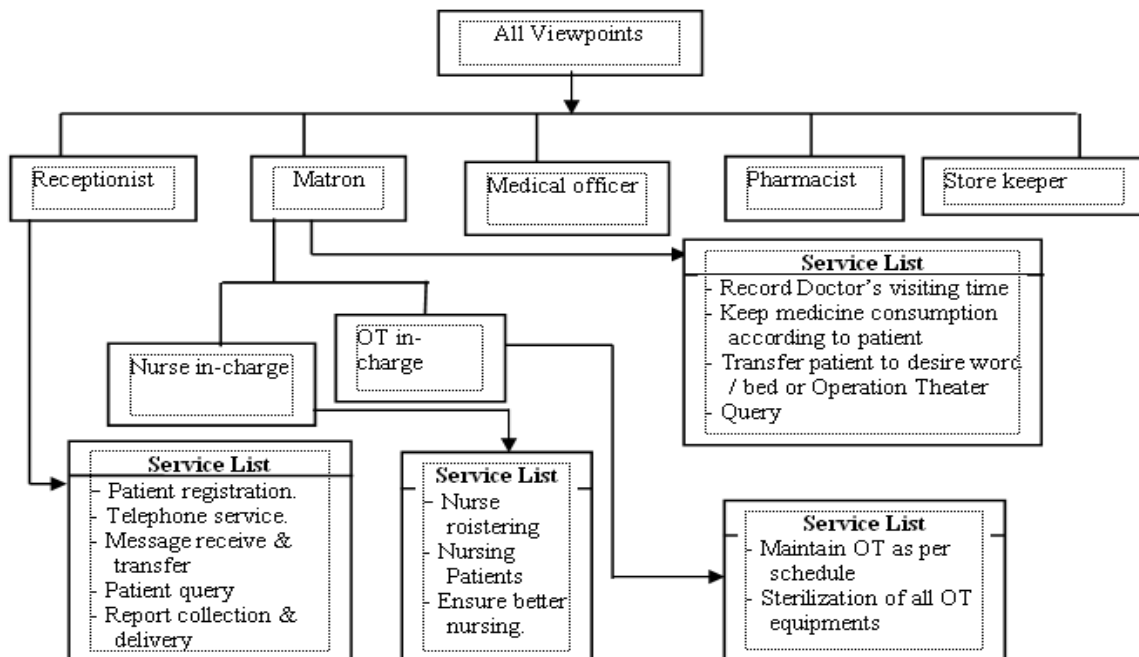 All Viewpoints
Receptionist
Matron
Medical officer
Pharmacist
Store keeper
Service List
- Record Doctor's visiting time
- Keep medicine consumption
according to patient
- Transfer patient to desire word
/ bed or Operation Theater
- Query
OT in-
charge
Nurse in-charge
Service List
- Patient registration.
- Telephone service.
- Message receive &
transfer
- Patient query
- Report collection &
delivery
Service List
- Nurse
roistering
- Nursing
Patients
- Ensure better
nursing.
Service List
- Maintain OT as per
schedule
- Sterilization of all OT
equipments